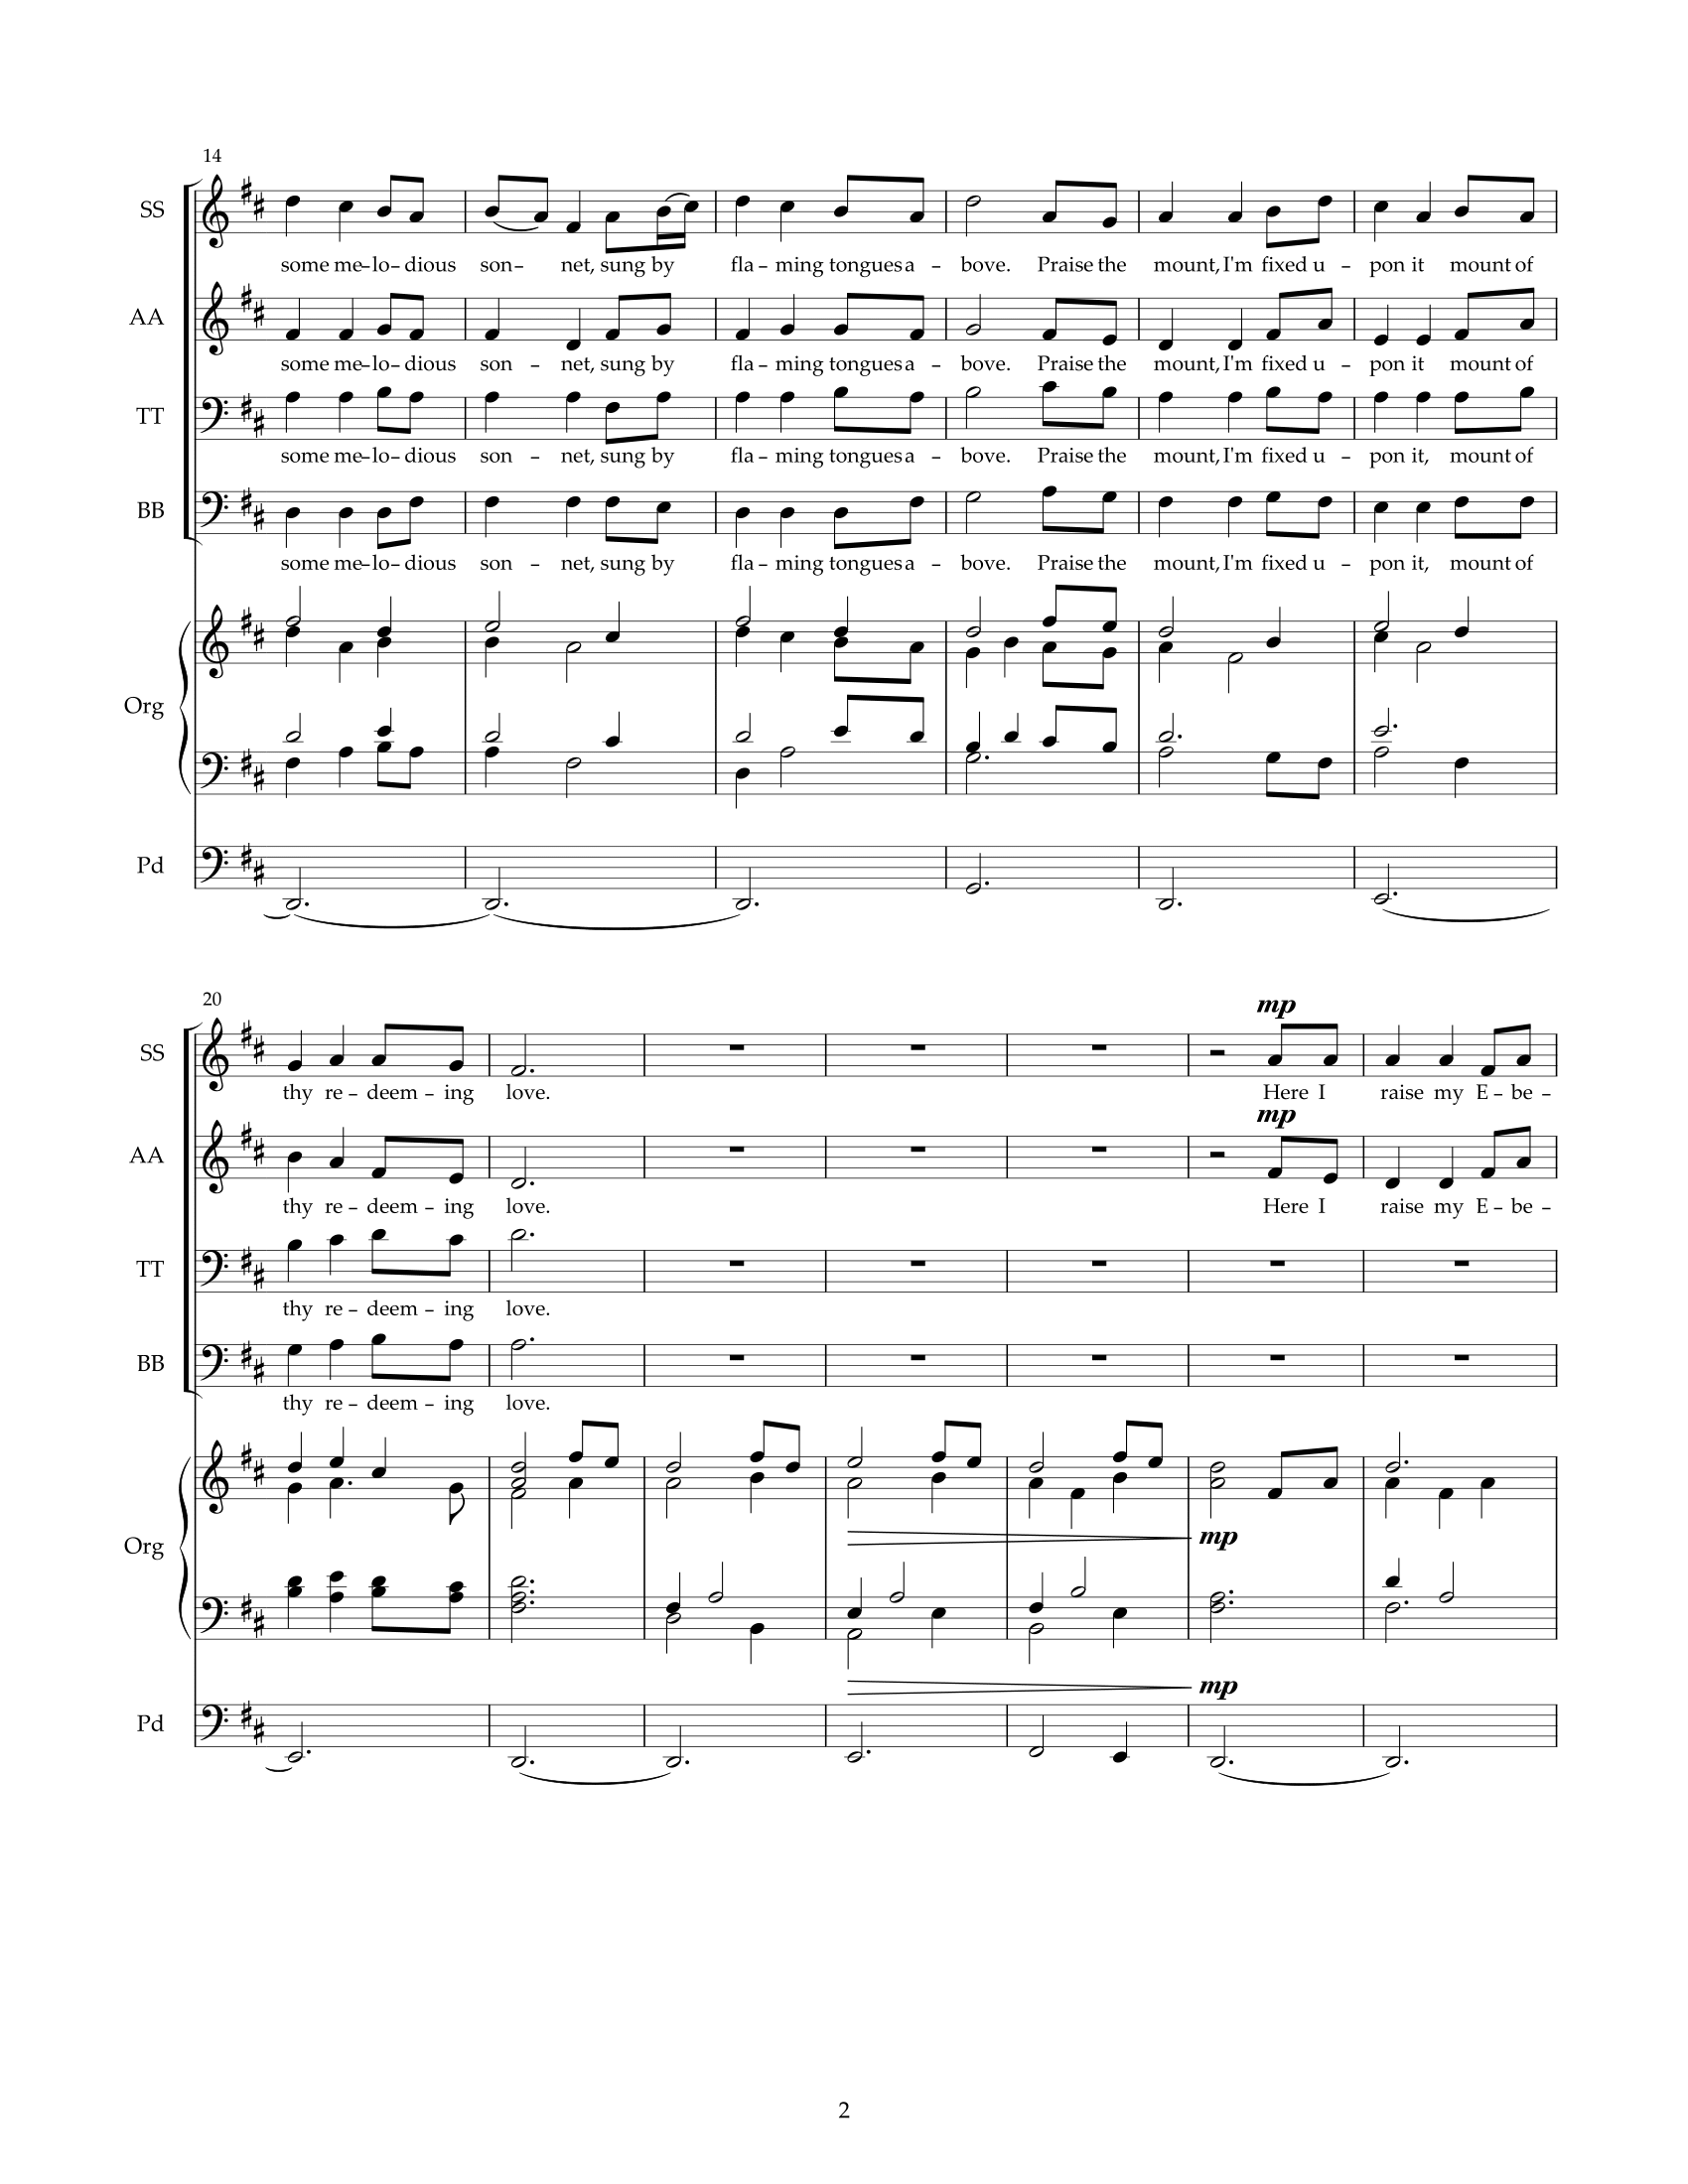 14
SS
some me – lo – dious son – net, sung by fla – ming tongues a – bove. Praise the mount, I'm fixed u – pon it mount of
AA
some me – lo – dious son – net, sung by fla – ming tongues a – bove. Praise the mount, I'm fixed u – pon it mount of
TT
some me – lo – dious son – net, sung by fla – ming tongues a – bove. Praise the mount, I'm fixed u – pon it, mount of
BB
some me – lo – dious son – net, sung by fla – ming tongues a – bove. Praise the mount, I'm fixed u – pon it, mount of
Org
Pd
20
mp
SS
thy re – deem – ing love. Here I raise my E – be –
mp
AA
thy re – deem – ing love. Here I raise my E – be –
TT
thy re – deem – ing love.
BB
thy re – deem – ing love.
mp
Org
mp
Pd
2